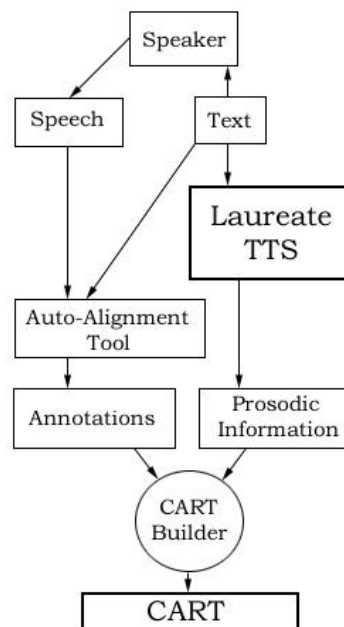 Speaker
Speech
Text
Laureate
TTS
Auto-Alignment
Tool
Annotations
Prosodic
Information
CART
Builder
CART